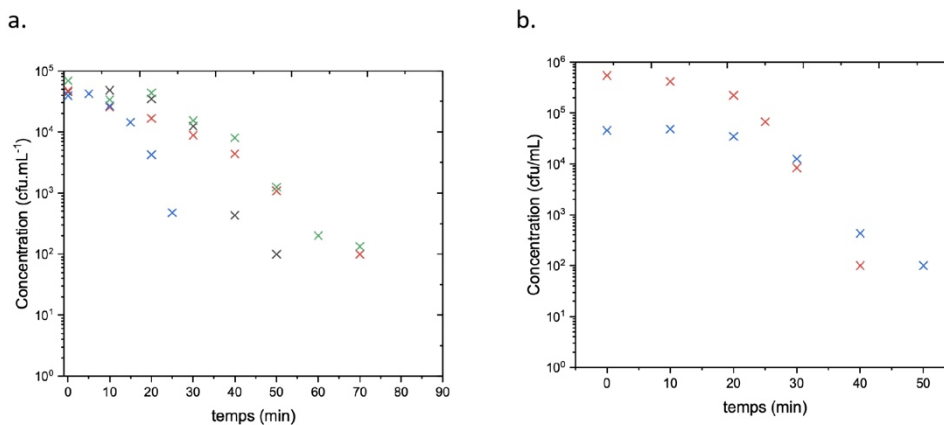 a.
b.
Concentration (cfu.mL⁻¹)
10⁵
10⁴
10³
10²
10¹
10⁰
0 10 20 30 40 50 60 70 80 90
temps (min)
Concentration (cfu/mL)
10⁶
10⁵
10⁴
10³
10²
10¹
10⁰
0 10 20 30 40 50
temps (min)